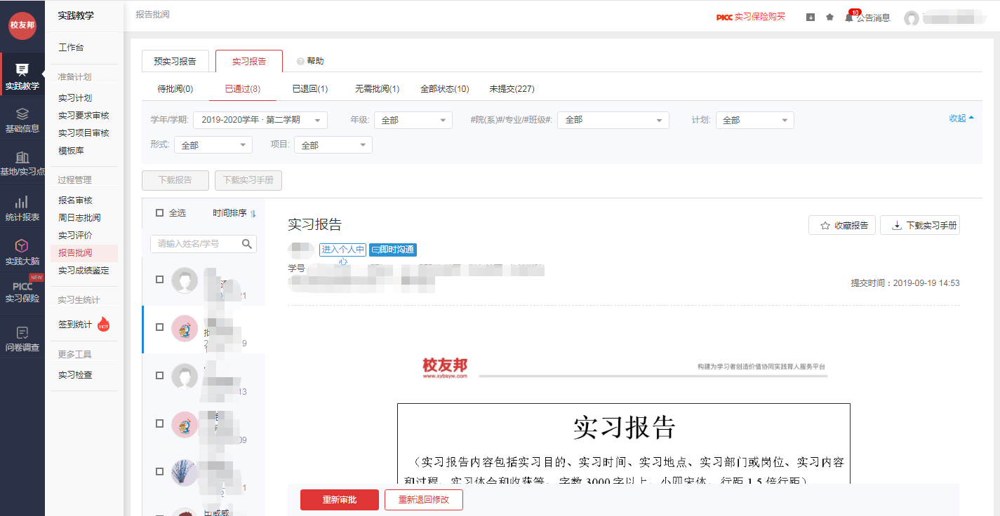 校友邦
实践教学
基础信息
基地/实习点
统计报表
实习大脑
NEW
PICC
实习保险
问卷调查
实践教学
工作台
准备计划
实习计划
实习要求审核
实习项目审核
模板库
过程管理
报名审核
周日志批阅
实习评价
报告批阅
实习成绩鉴定
实习生统计
签到统计 HOT
更多工具
实习检查
报告批阅
PICC 实习保险购买
10
公告消息
预实习报告 实习报告 帮助
待批阅(0) 已通过(8) 已退回(1) 无需批阅(1) 全部状态(10) 未提交(227)
学年/学期: 2019-2020学年 · 第二学期 年级: 全部 #院(系)#/专业/#班级#: 全部 计划: 全部 收起
形式: 全部 项目: 全部
下载报告 下载实习手册
全选 时间排序
请输入姓名/学号
21
9
13
09
1
2
实习报告
收藏报告 下载实习手册
进入个人中心
即时沟通
学号
提交时间：2019-09-19 14:53
校友邦
www.xybsyw.com
构建为学习者创造价值协同实践育人服务平台
实习报告
（实习报告内容包括实习目的、实习时间、实习地点、实习部门或岗位、实习内容
和过程、实习体会和收获等。字数 3000 字以上，小四宋体，行距 1.5 倍行距）
重新审批 重新退回修改